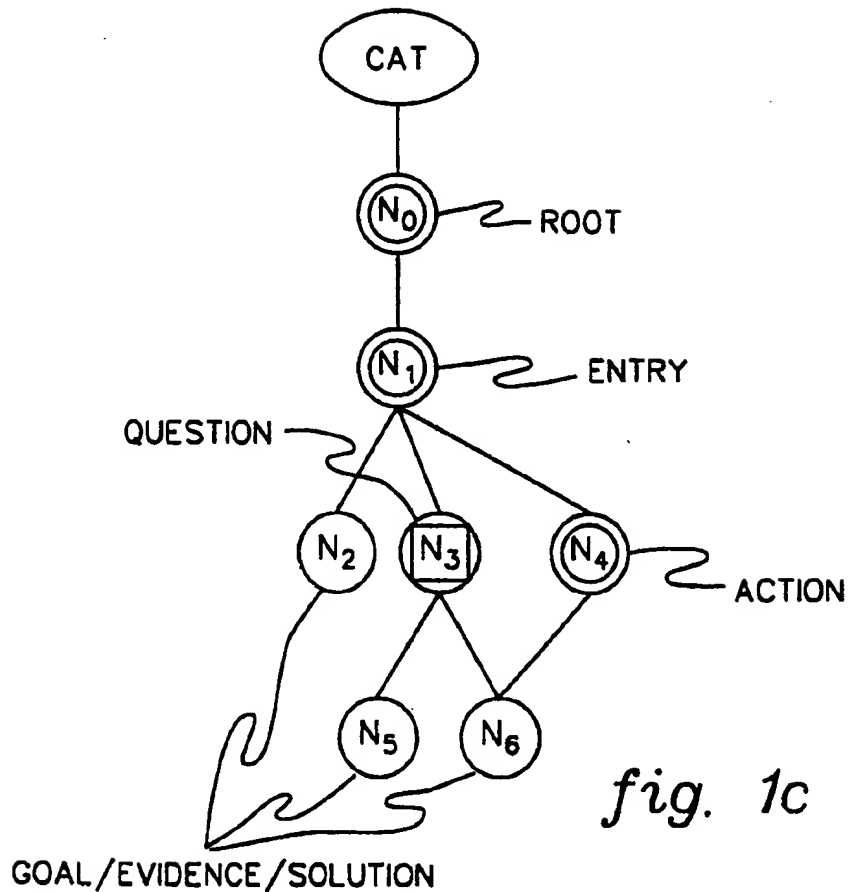 CAT
N₀
ROOT
N₁
ENTRY
QUESTION
N₂
N₃
N₄
ACTION
N₅
N₆
fig. 1c
GOAL/EVIDENCE/SOLUTION